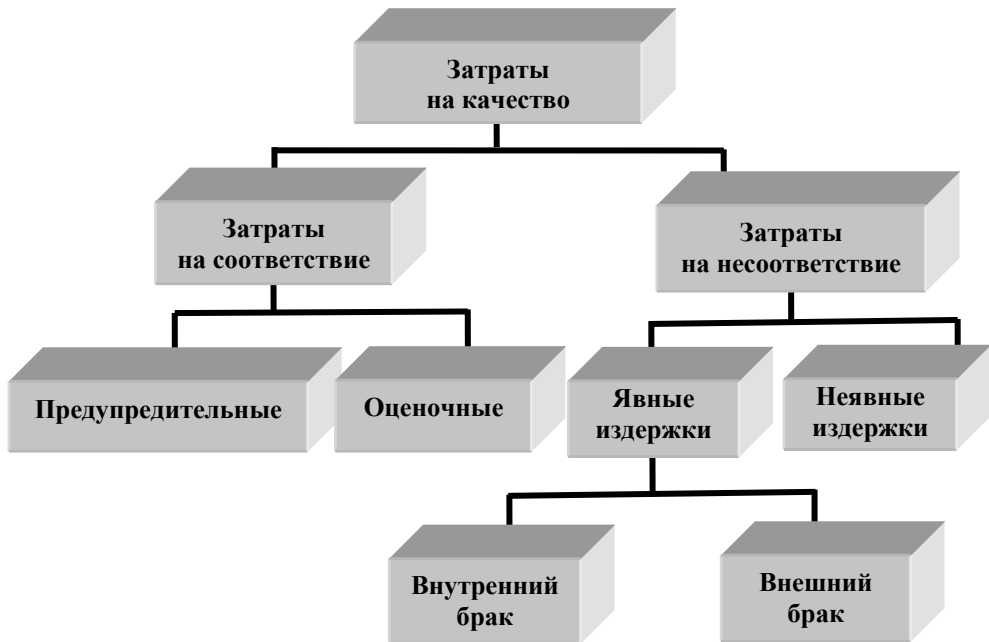 Затраты
на качество
Затраты
на соответствие
Затраты
на несоответствие
Предупредительные
Оценочные
Явные
издержки
Неявные
издержки
Внутренний
брак
Внешний
брак